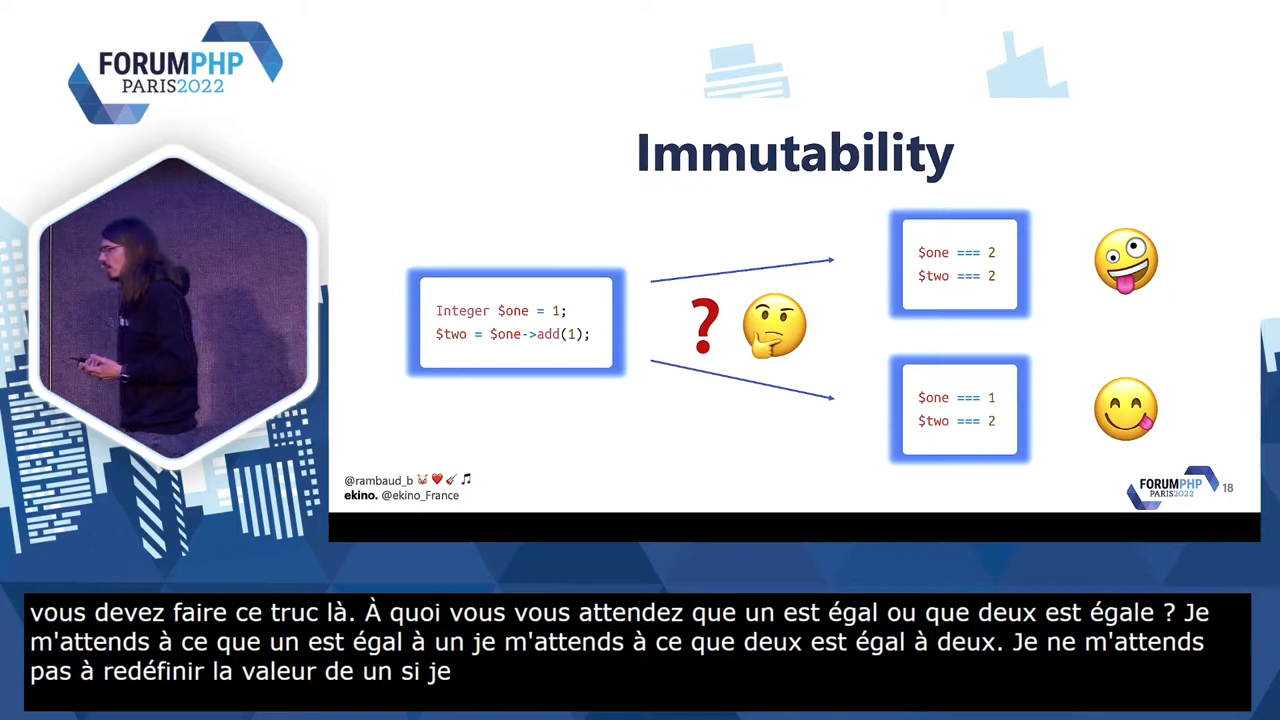 FORUMPHP
PARIS2022
Immutability
Integer $one = 1;
$two = $one->add(1);
$one === 2
$two === 2
$one === 1
$two === 2
@rambaud_b
ekino. @ekino_France
FORUMPHP
PARIS2022
18
vous devez faire ce truc là. À quoi vous vous attendez que un est égal ou que deux est égale ? Je
m'attends à ce que un est égal à un je m'attends à ce que deux est égal à deux. Je ne m'attends
pas à redéfinir la valeur de un si je